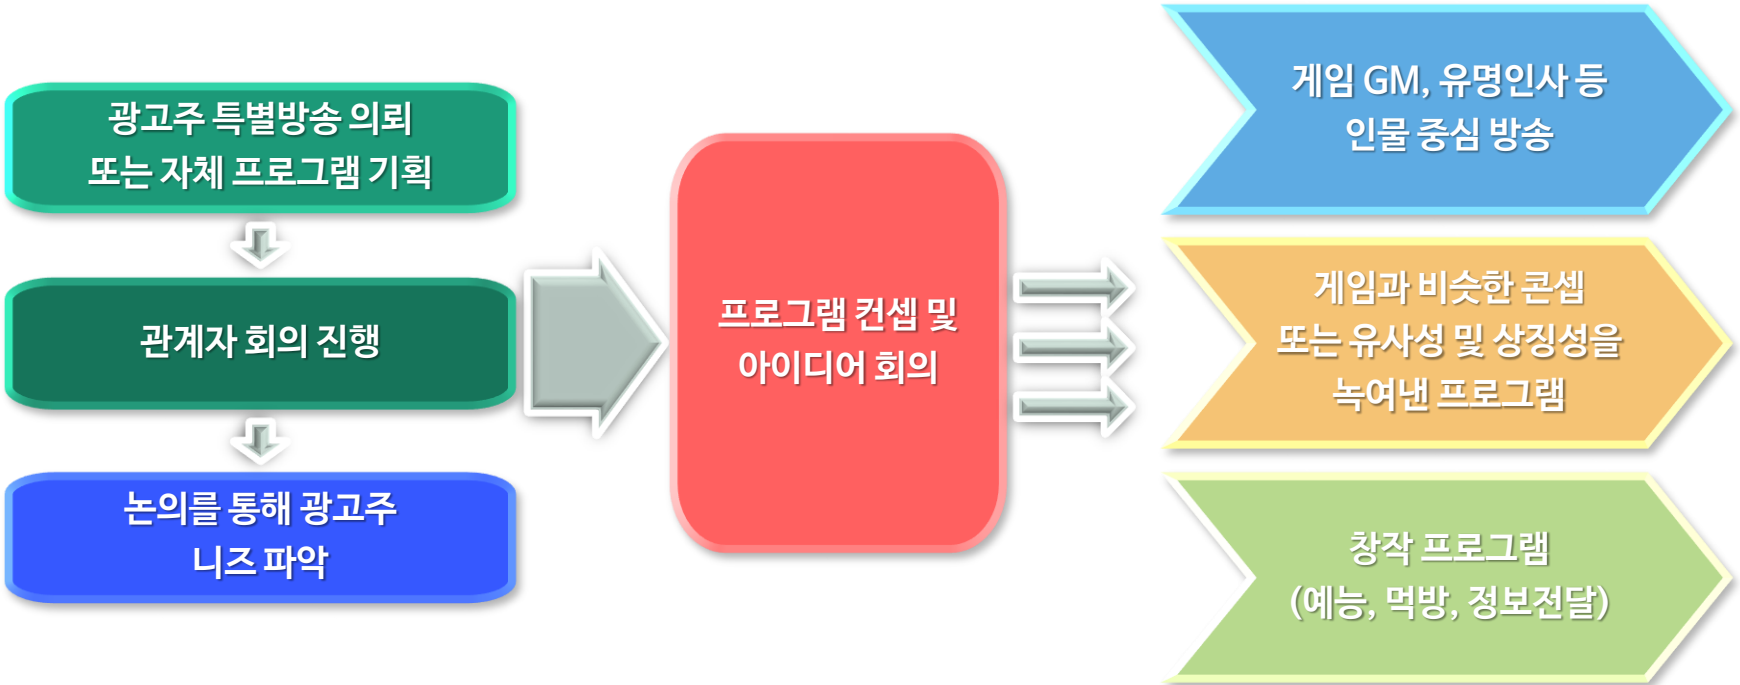 광고주 특별방송 의뢰
또는 자체 프로그램 기획
관계자 회의 진행
논의를 통해 광고주
니즈 파악
프로그램 컨셉 및
아이디어 회의
게임 GM, 유명인사 등
인물 중심 방송
게임과 비슷한 콘셉
또는 유사성 및 상징성을
녹여낸 프로그램
창작 프로그램
(예능, 먹방, 정보전달)